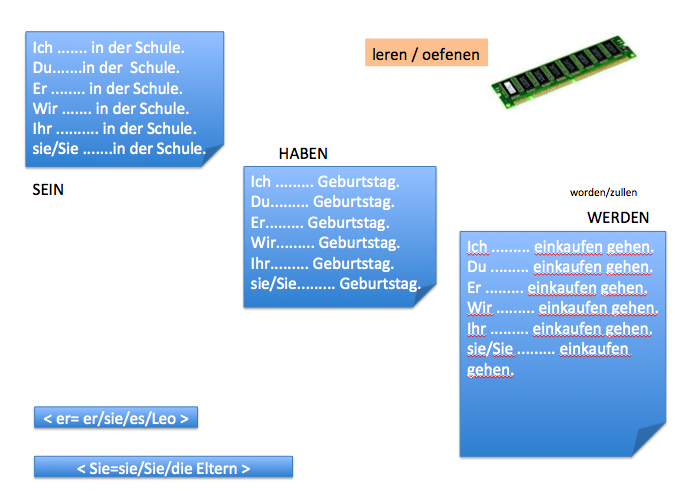 Ich ....... in der Schule.
Du.......in der  Schule.
Er ........ in der Schule.
Wir ....... in der Schule.
Ihr .......... in der Schule.
sie/Sie .......in der Schule.
SEIN
leren / oefenen
HABEN
Ich ......... Geburtstag.
Du......... Geburtstag.
Er......... Geburtstag.
Wir......... Geburtstag.
Ihr......... Geburtstag.
sie/Sie......... Geburtstag.
worden/zullen
WERDEN
Ich ......... einkaufen gehen.
Du ......... einkaufen gehen.
Er ......... einkaufen gehen.
Wir ......... einkaufen gehen.
Ihr ......... einkaufen gehen.
sie/Sie ......... einkaufen
gehen.
< er= er/sie/es/Leo >
< Sie=sie/Sie/die Eltern >